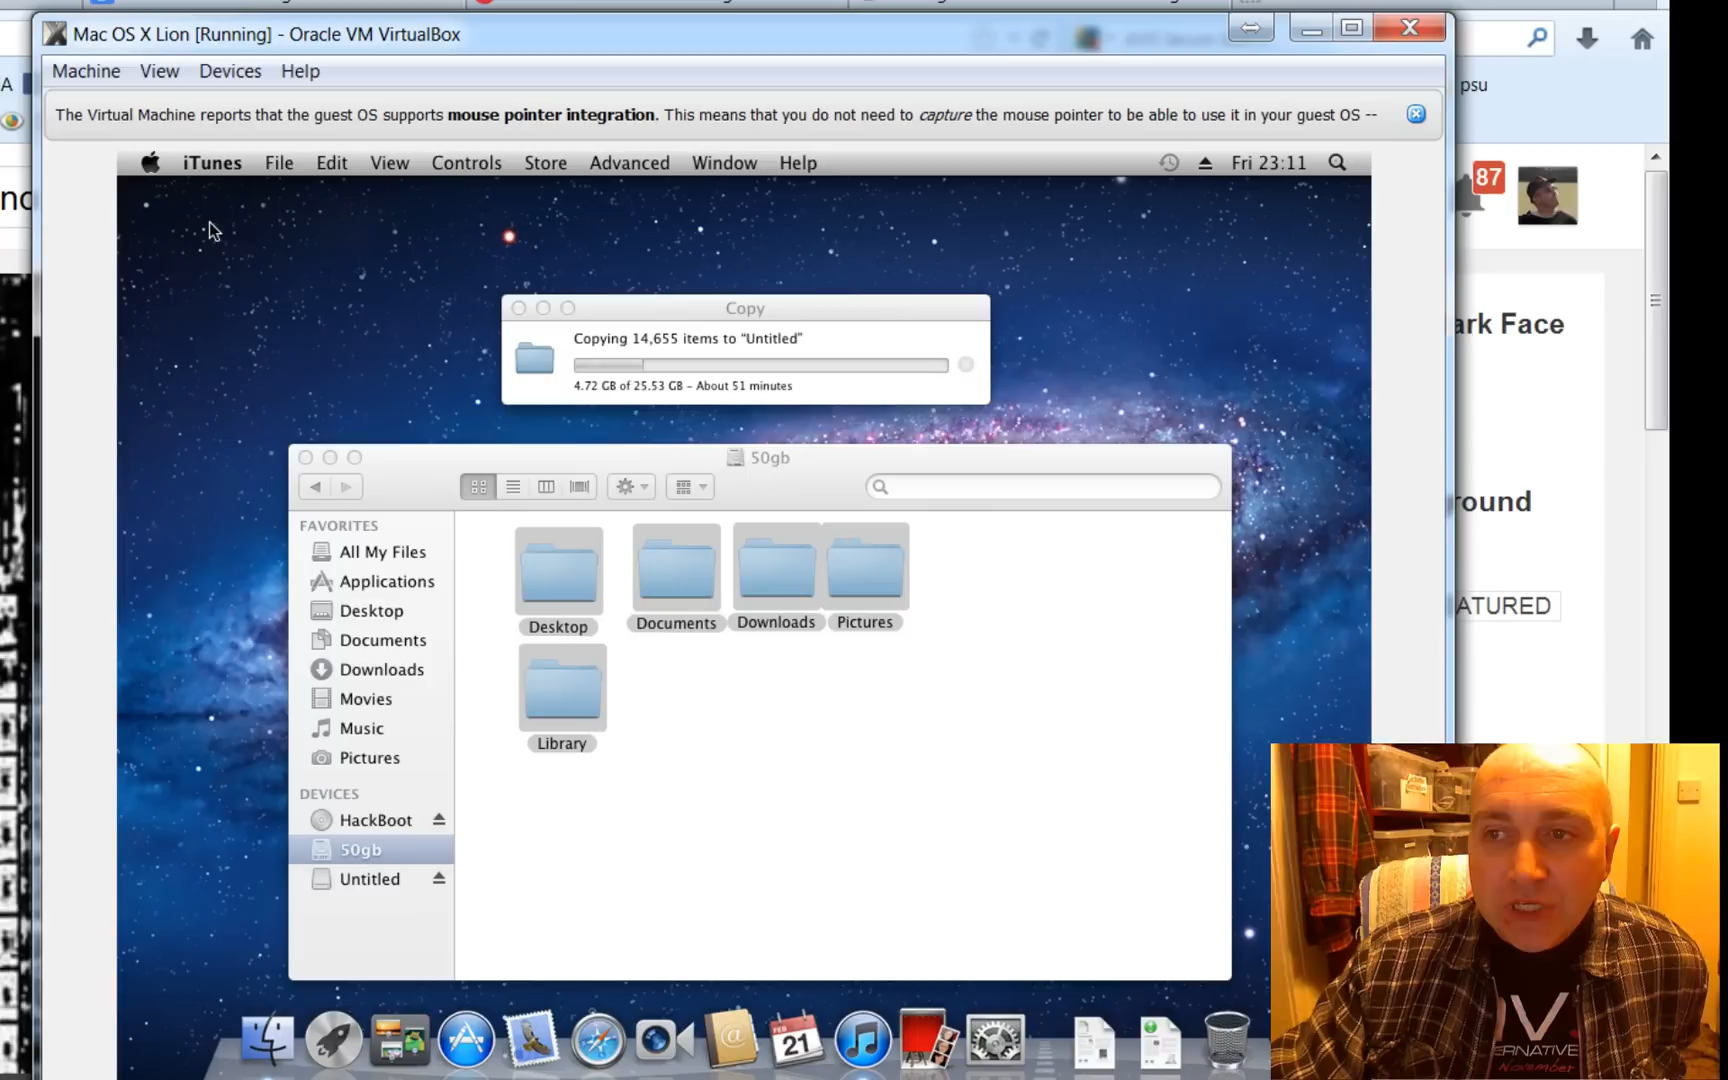 Mac OS X Lion [Running] - Oracle VM VirtualBox
Machine View Devices Help
A
psu
The Virtual Machine reports that the guest OS supports mouse pointer integration. This means that you do not need to capture the mouse pointer to be able to use it in your guest OS --
iTunes File Edit View Controls Store Advanced Window Help Fri 23:11
87
Copy
Copying 14,655 items to "Untitled"
4.72 GB of 25.53 GB - About 51 minutes
ark Face
50gb
round
FAVORITES
All My Files
Applications
Desktop
Documents
Downloads
Movies
Music
Pictures
DEVICES
HackBoot
50gb
Untitled
Desktop Documents Downloads Pictures
Library
ATURED
FEB
21
ERNATIVE
November